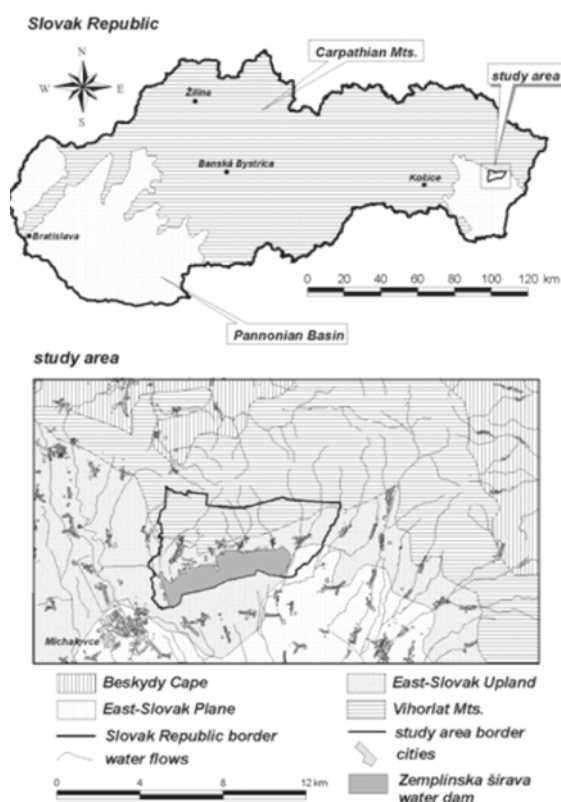 Slovak Republic
Carpathian Mts.
study area
N
W E
S
Žilina
Banská Bystrica
Košice
Bratislava
0 20 40 60 80 100 120 km
Pannonian Basin
study area
Michalovce
Beskydy Cape
East-Slovak Upland
East-Slovak Plane
Vihorlat Mts.
Slovak Republic border
study area border
water flows
cities
0 4 8 12 km
Zemplínska šírava
water dam